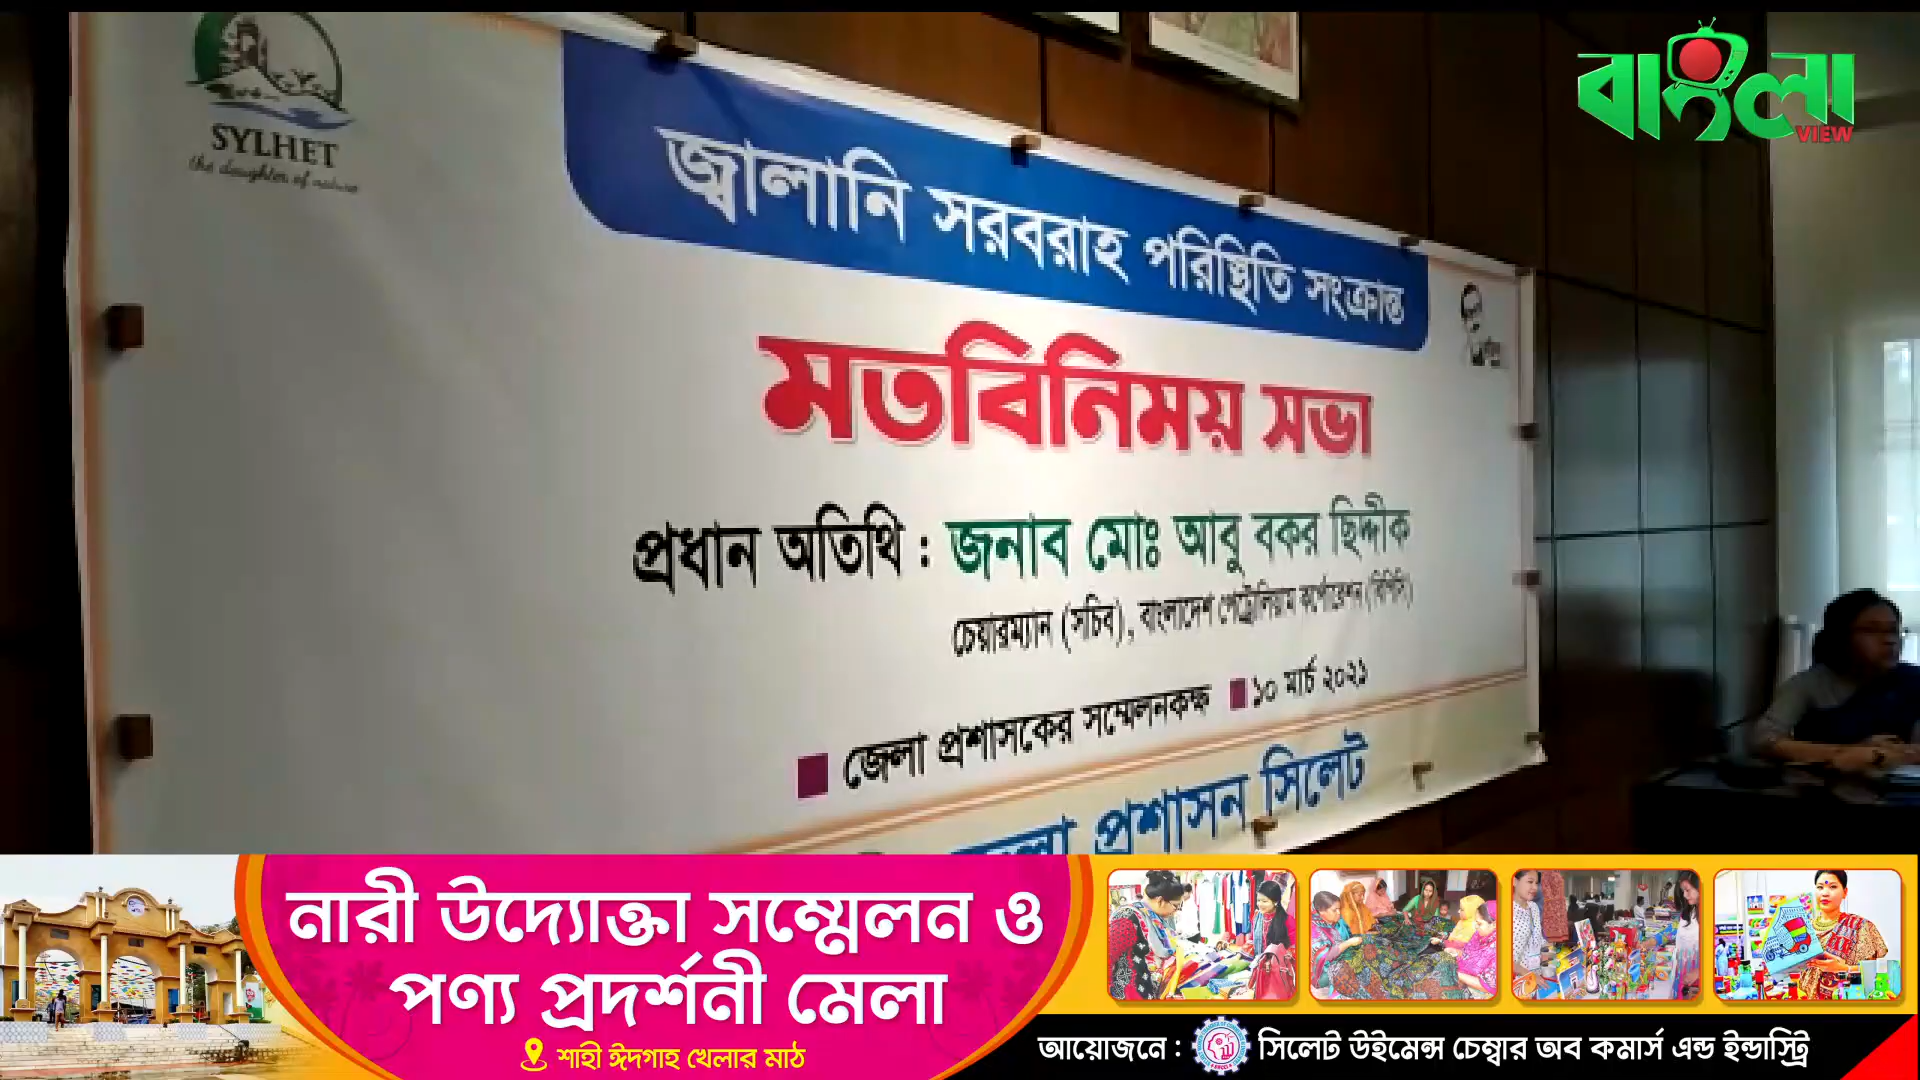 বাংলা
VIEW
SYLHET
the daughter of nature
জ্বালানি সরবরাহ পরিস্থিতি সংক্রান্ত
মতবিনিময় সভা
প্রধান অতিথি : জনাব মোঃ আবু বকর ছিদ্দীক
চেয়ারম্যান (সচিব), বাংলাদেশ পেট্রোলিয়াম কর্পোরেশন (বিপিসি)
জেলা প্রশাসকের সম্মেলনকক্ষ ১০ মার্চ ২০২১
জেলা প্রশাসন সিলেট
নারী উদ্যোক্তা সম্মেলন ও
পণ্য প্রদর্শনী মেলা
শাহী ঈদগাহ খেলার মাঠ
আয়োজনে : সিলেট উইমেন্স চেম্বার অব কমার্স এন্ড ইন্ডাস্ট্রি